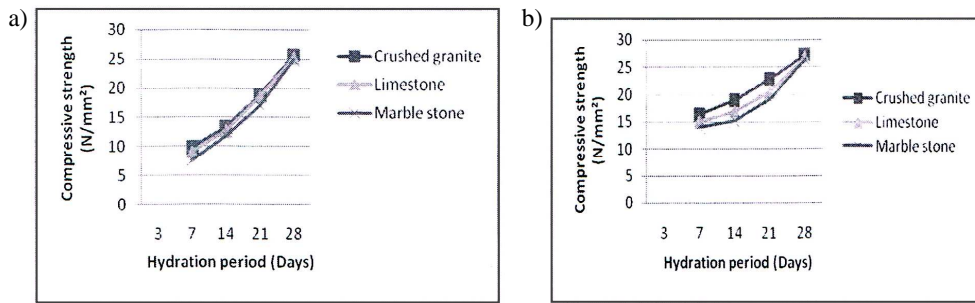 a)
Compressive strength
(N/mm²)
30
25
20
15
10
5
0
3 7 14 21 28
Hydration period (Days)
Crushed granite
Limestone
Marble stone
b)
Compressive strength
(N/mm²)
30
25
20
15
10
5
0
3 7 14 21 28
Hydration period (Days)
Crushed granite
Limestone
Marble stone